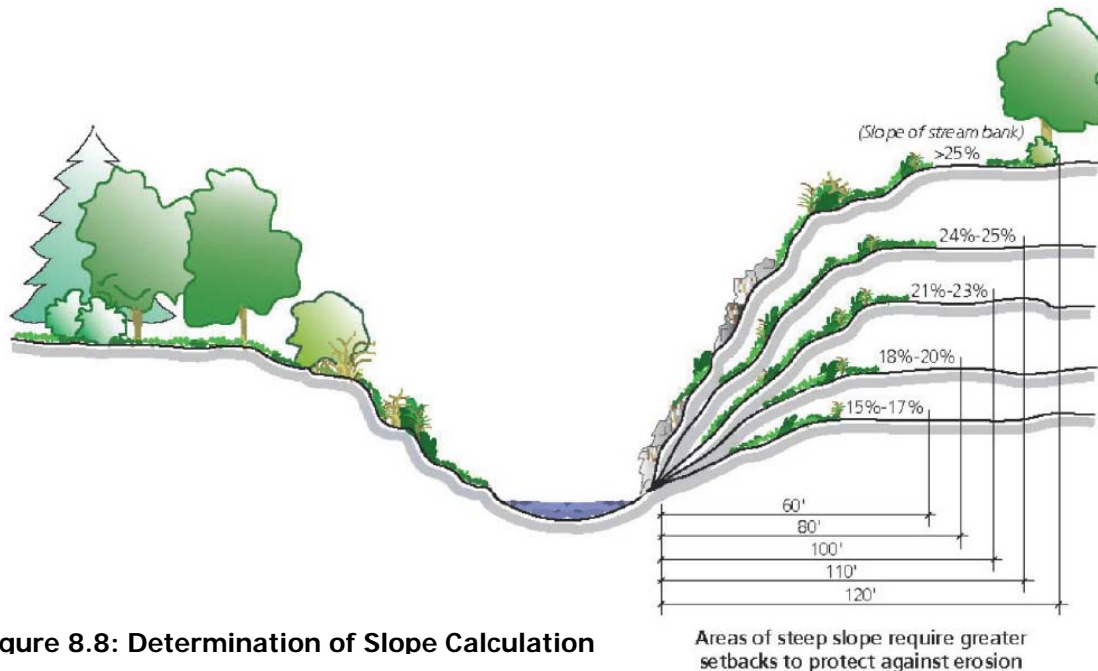 (Slope of stream bank)
>25%
24%-25%
21%-23%
18%-20%
15%-17%
60'
80'
100'
110'
120'
gure 8.8: Determination of Slope Calculation
Areas of steep slope require greater
setbacks to protect against erosion